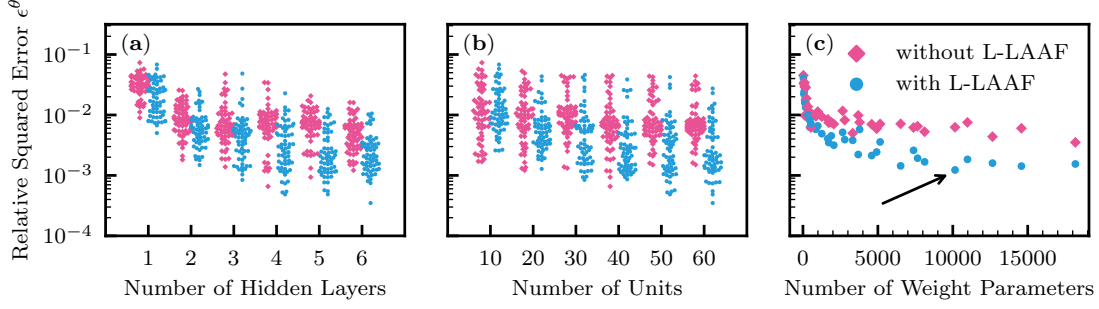 Relative Squared Error ϵ^θ
10⁻¹
10⁻²
10⁻³
10⁻⁴
(a)
1 2 3 4 5 6
Number of Hidden Layers
(b)
10 20 30 40 50 60
Number of Units
(c)
without L-LAAF
with L-LAAF
0 5000 10000 15000
Number of Weight Parameters